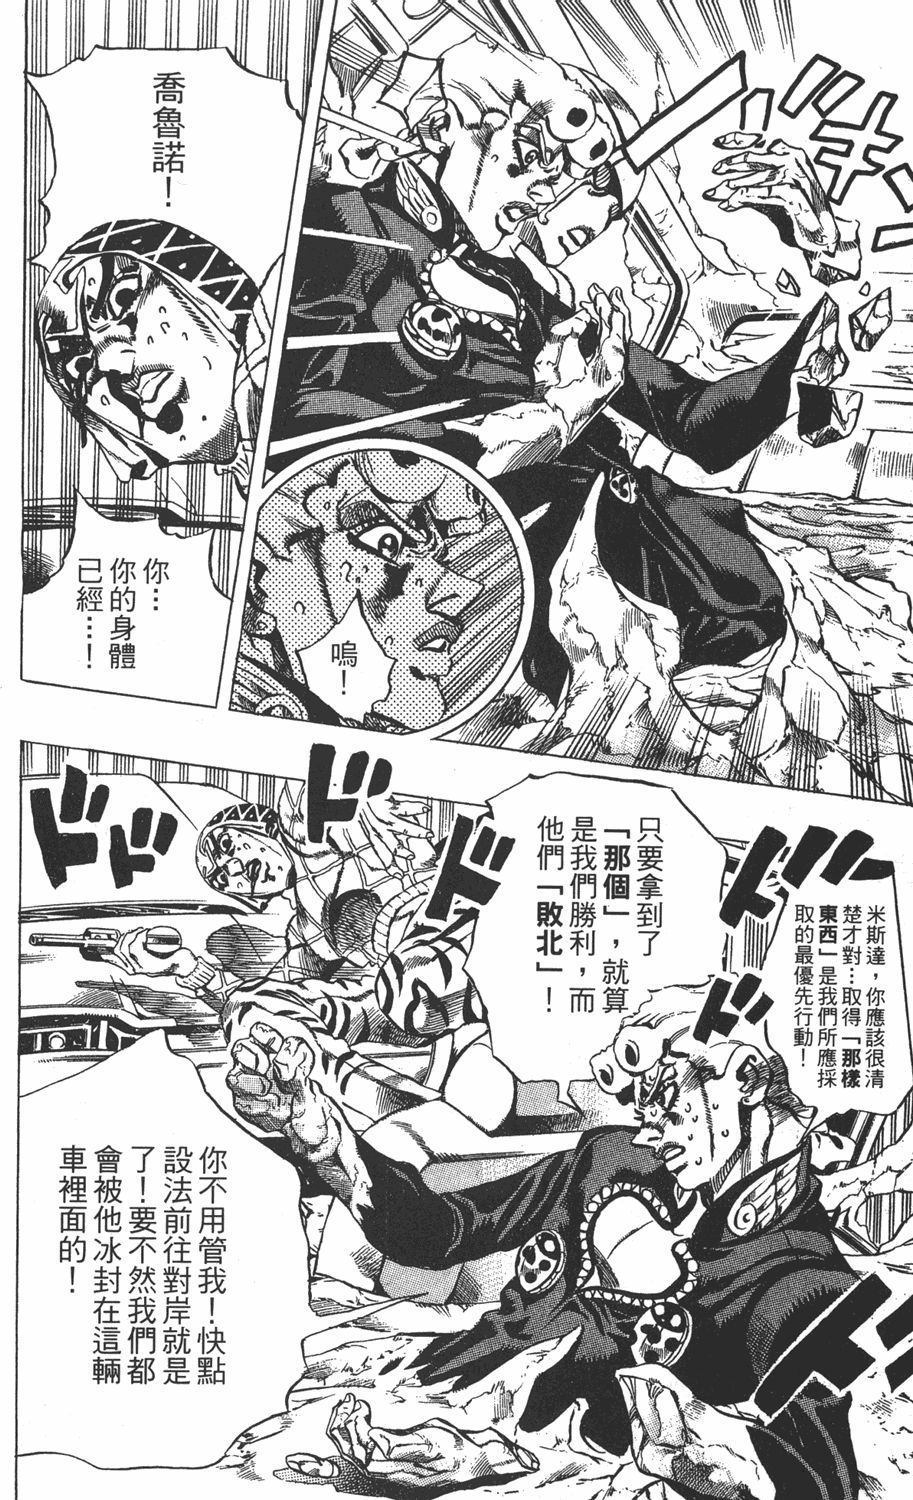 ドギャ
喬魯諾！
嗚！
你⋯
你的身體
已經⋯！
米斯達，你應該很清
楚才對⋯取得「那樣
東西」是我們所應採
取的最優先行動！
只要拿到了
「那個」，就算
是我們勝利，而
他們「敗北」！
ドドドドドドド
你不用管我！快點
設法前往對岸就是
了！要不然我們都
會被他冰封在這輛
車裡面的！